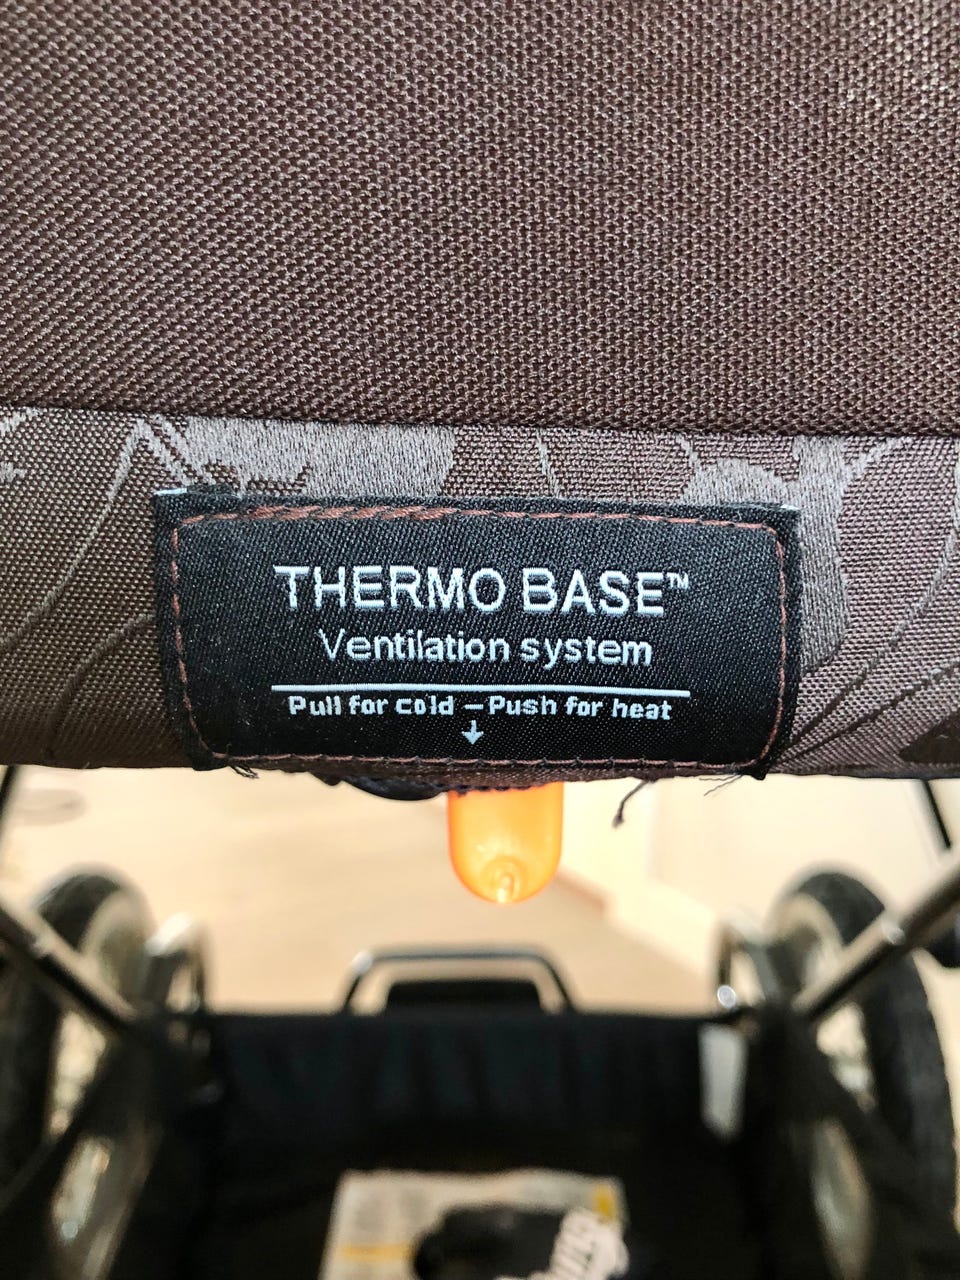 THERMO BASE™
Ventilation system
Pull for cold – Push for heat
↓